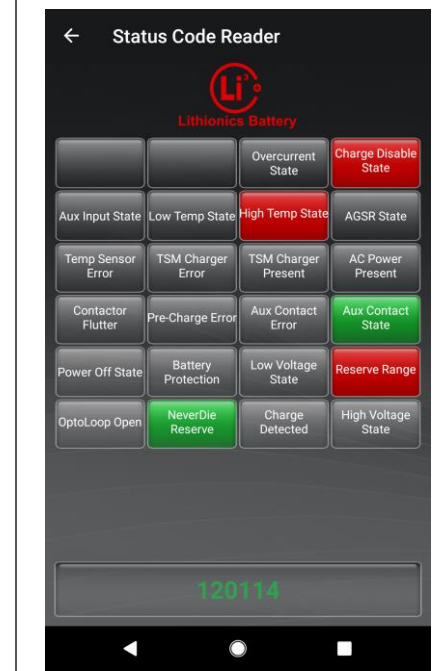 Status Code Reader
Li3
Lithionics Battery
Overcurrent
State
Charge Disable
State
Aux Input State
Low Temp State
High Temp State
AGSR State
Temp Sensor
Error
TSM Charger
Error
TSM Charger
Present
AC Power
Present
Contactor
Flutter
Pre-Charge Error
Aux Contact
Error
Aux Contact
State
Power Off State
Battery
Protection
Low Voltage
State
Reserve Range
OptoLoop Open
NeverDie
Reserve
Charge
Detected
High Voltage
State
120114